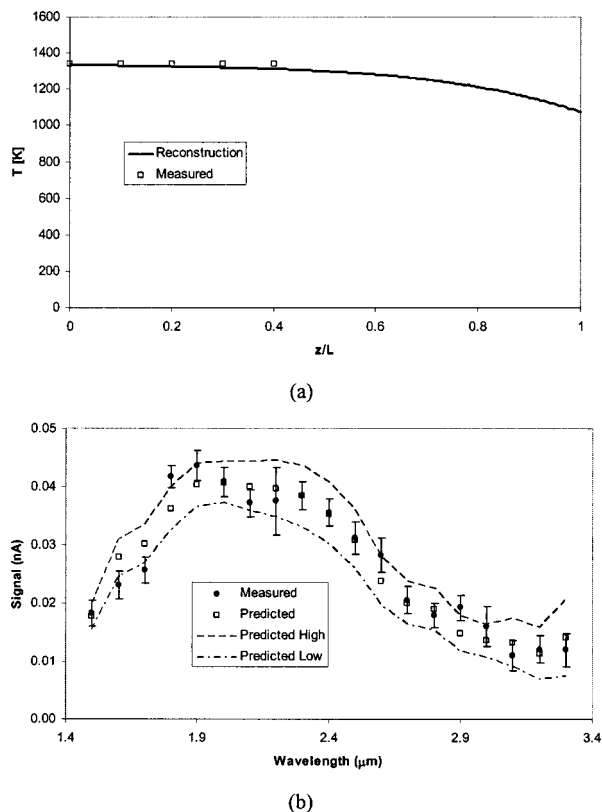 1600
1400
1200
1000
800
600
400
200
0
T [K]
Reconstruction
Measured
0
0.2
0.4
0.6
0.8
1
z/L
(a)
0.05
0.04
0.03
0.02
0.01
0.00
Signal (nA)
Measured
Predicted
Predicted High
Predicted Low
1.4
1.9
2.4
2.9
3.4
Wavelength (μm)
(b)